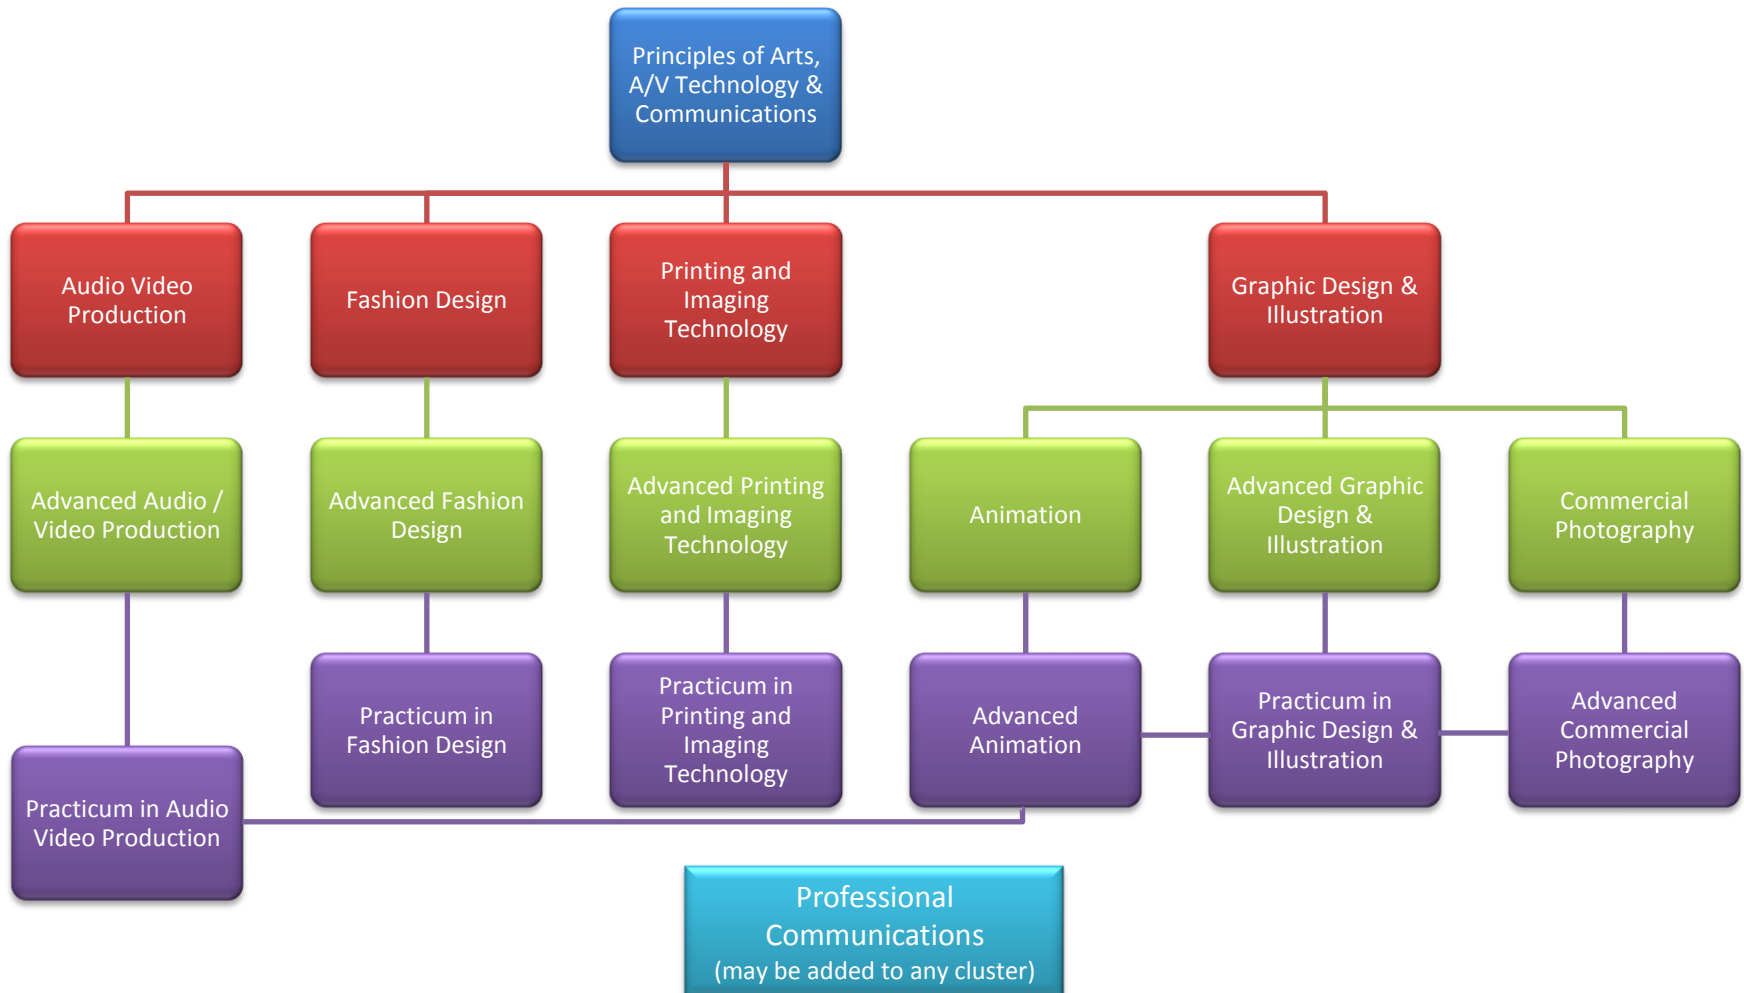 Principles of Arts,
A/V Technology &
Communications
Audio Video
Production
Fashion Design
Printing and
Imaging
Technology
Graphic Design &
Illustration
Advanced Audio /
Video Production
Advanced Fashion
Design
Advanced Printing
and Imaging
Technology
Animation
Advanced Graphic
Design &
Illustration
Commercial
Photography
Practicum in Audio
Video Production
Practicum in
Fashion Design
Practicum in
Printing and
Imaging
Technology
Advanced
Animation
Practicum in
Graphic Design &
Illustration
Advanced
Commercial
Photography
Professional
Communications
(may be added to any cluster)